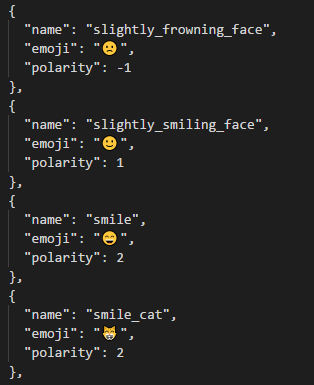 {
"name": "slightly_frowning_face",
"emoji": "🙁",
"polarity": -1
},
{
"name": "slightly_smiling_face",
"emoji": "🙂",
"polarity": 1
},
{
"name": "smile",
"emoji": "😄",
"polarity": 2
},
{
"name": "smile_cat",
"emoji": "😸",
"polarity": 2